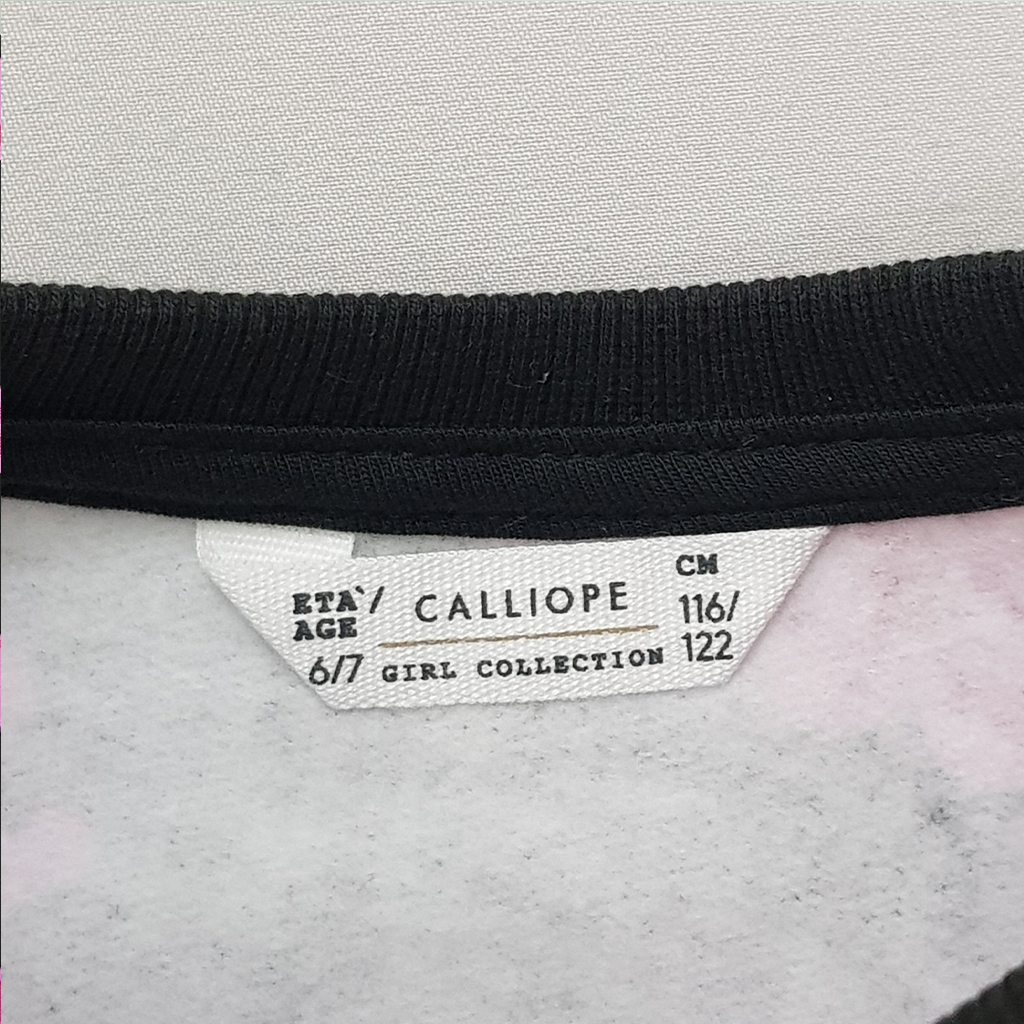 ETA`/
AGE
6/7
CALLIOPE
GIRL COLLECTION
CM
116/
122